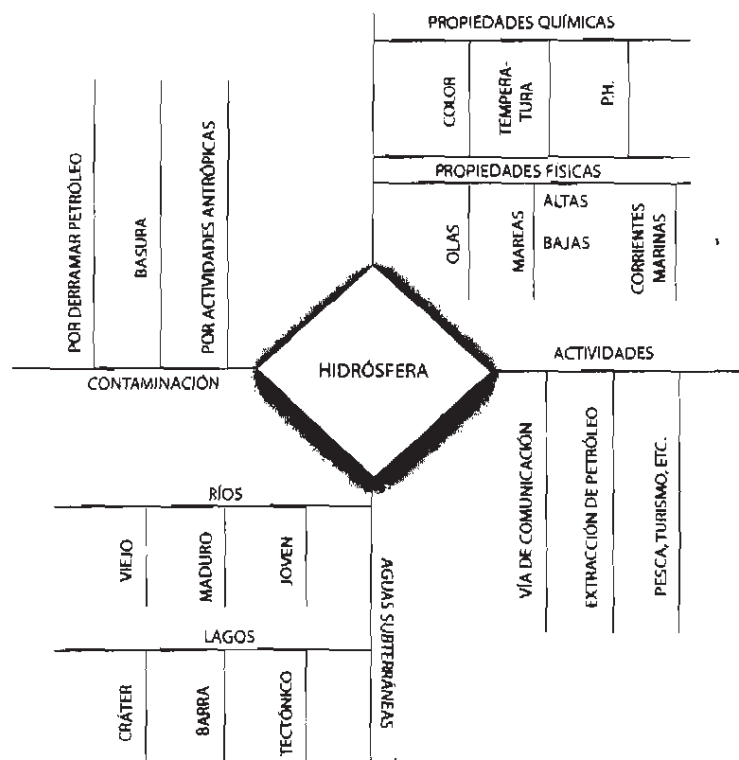 PROPIEDADES QUÍMICAS
COLOR
TEMPERA-
TURA
P.H.
PROPIEDADES FÍSICAS
OLAS
MAREAS
ALTAS
BAJAS
CORRIENTES
MARINAS
POR DERRAMAR PETRÓLEO
BASURA
POR ACTIVIDADES ANTRÓPICAS
CONTAMINACIÓN
HIDRÓSFERA
ACTIVIDADES
VÍA DE COMUNICACIÓN
EXTRACCIÓN DE PETRÓLEO
PESCA, TURISMO, ETC.
RÍOS
VIEJO
MADURO
JOVEN
LAGOS
CRÁTER
BARRA
TECTÓNICO
AGUAS SUBTERRÁNEAS